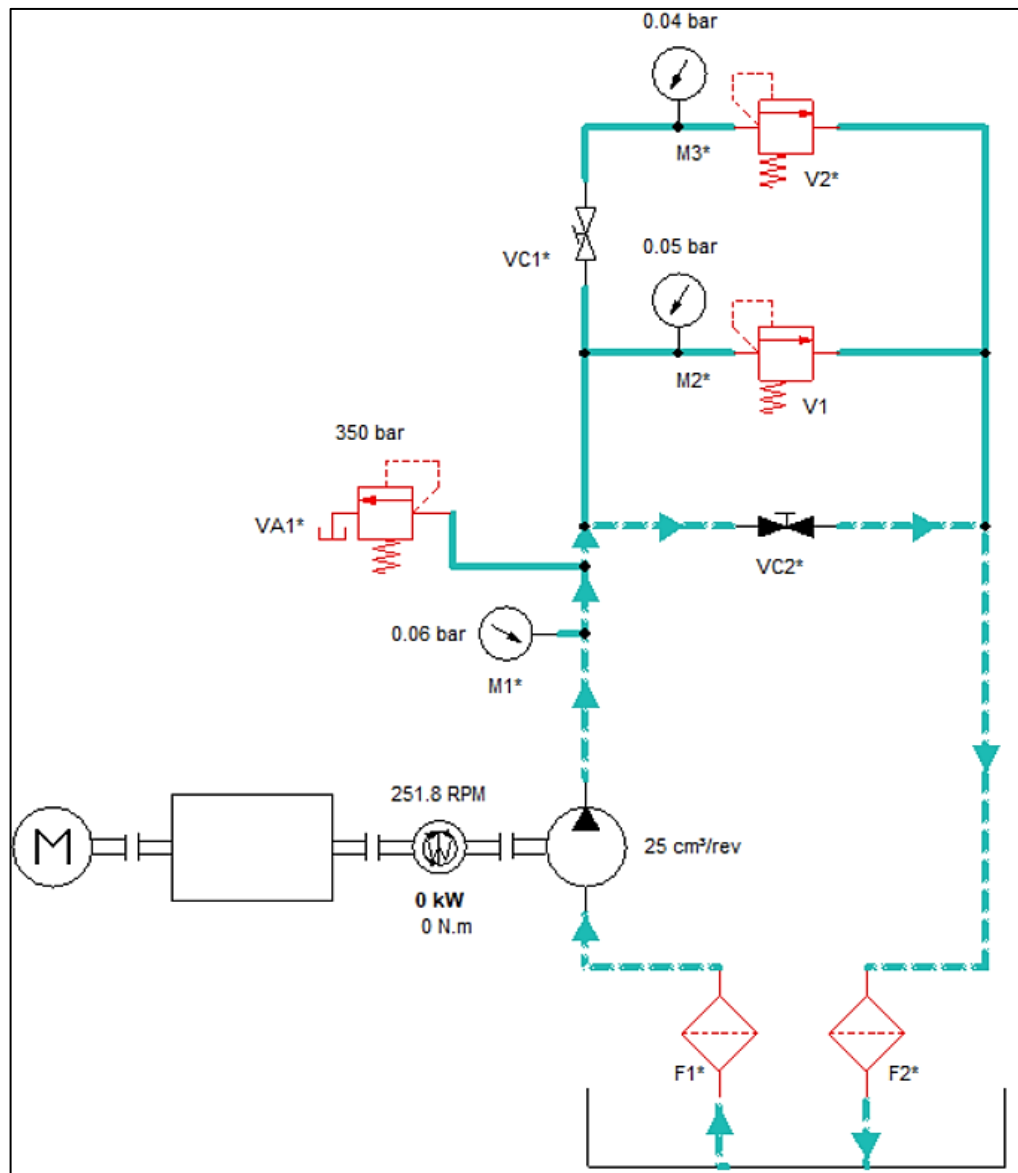 0.04 bar
M3*
V2*
VC1*
0.05 bar
M2*
V1
350 bar
VA1*
VC2*
0.06 bar
M1*
251.8 RPM
M
25 cm³/rev
0 kW
0 N.m
F1*
F2*